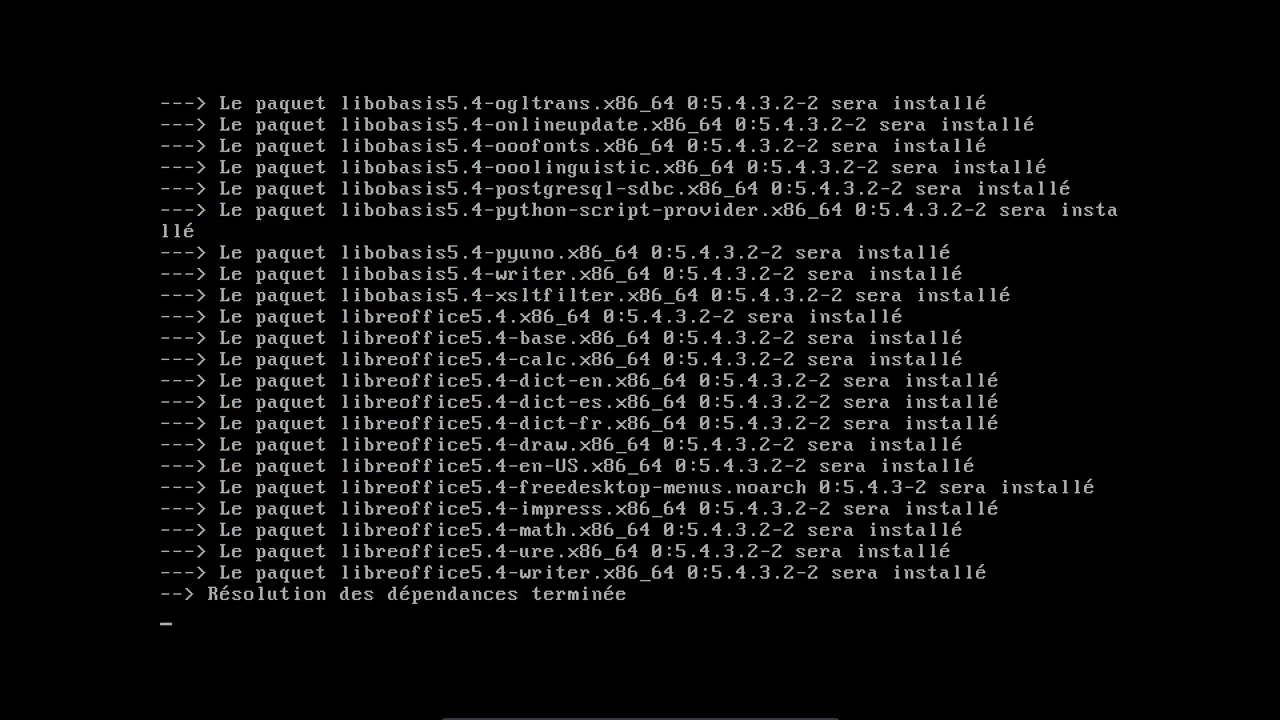 ---> Le paquet libobasis5.4-ogltrans.x86_64 0:5.4.3.2-2 sera installé
---> Le paquet libobasis5.4-onlineupdate.x86_64 0:5.4.3.2-2 sera installé
---> Le paquet libobasis5.4-ooofonts.x86_64 0:5.4.3.2-2 sera installé
---> Le paquet libobasis5.4-ooolinguistic.x86_64 0:5.4.3.2-2 sera installé
---> Le paquet libobasis5.4-postgresql-sdbc.x86_64 0:5.4.3.2-2 sera installé
---> Le paquet libobasis5.4-python-script-provider.x86_64 0:5.4.3.2-2 sera insta
llé
---> Le paquet libobasis5.4-pyuno.x86_64 0:5.4.3.2-2 sera installé
---> Le paquet libobasis5.4-writer.x86_64 0:5.4.3.2-2 sera installé
---> Le paquet libobasis5.4-xsltfilter.x86_64 0:5.4.3.2-2 sera installé
---> Le paquet libreoffice5.4.x86_64 0:5.4.3.2-2 sera installé
---> Le paquet libreoffice5.4-base.x86_64 0:5.4.3.2-2 sera installé
---> Le paquet libreoffice5.4-calc.x86_64 0:5.4.3.2-2 sera installé
---> Le paquet libreoffice5.4-dict-en.x86_64 0:5.4.3.2-2 sera installé
---> Le paquet libreoffice5.4-dict-es.x86_64 0:5.4.3.2-2 sera installé
---> Le paquet libreoffice5.4-dict-fr.x86_64 0:5.4.3.2-2 sera installé
---> Le paquet libreoffice5.4-draw.x86_64 0:5.4.3.2-2 sera installé
---> Le paquet libreoffice5.4-en-US.x86_64 0:5.4.3.2-2 sera installé
---> Le paquet libreoffice5.4-freedesktop-menus.noarch 0:5.4.3-2 sera installé
---> Le paquet libreoffice5.4-impress.x86_64 0:5.4.3.2-2 sera installé
---> Le paquet libreoffice5.4-math.x86_64 0:5.4.3.2-2 sera installé
---> Le paquet libreoffice5.4-ure.x86_64 0:5.4.3.2-2 sera installé
---> Le paquet libreoffice5.4-writer.x86_64 0:5.4.3.2-2 sera installé
--> Résolution des dépendances terminée